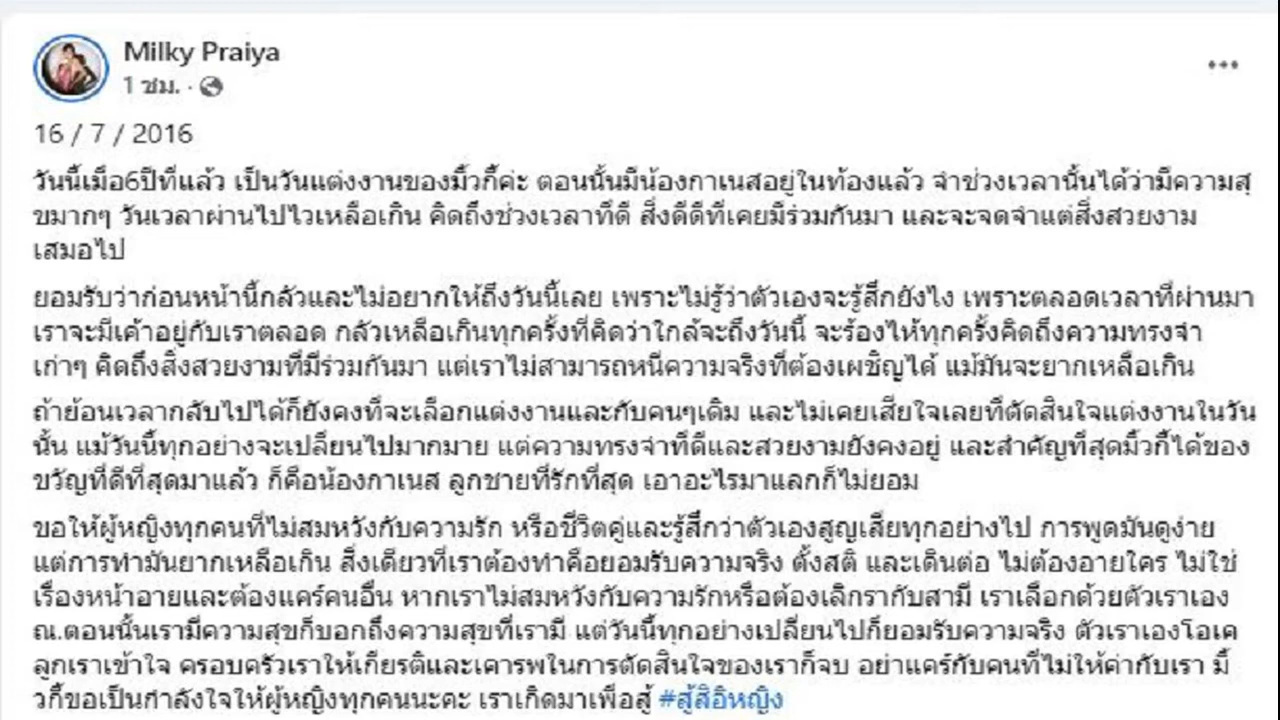 Milky Praiya
1 ชม. ·
16 / 7 / 2016
วันนี้เมื่อ6ปีที่แล้ว เป็นวันแต่งงานของมิ้วกี้ค่ะ ตอนนั้นมีน้องกาเนสอยู่ในท้องแล้ว จำช่วงเวลานั้นได้ว่ามีความสุ
ขมากๆ วันเวลาผ่านไปไวเหลือเกิน คิดถึงช่วงเวลาที่ดี สิ่งดีดีที่เคยมีร่วมกันมา และจะจดจำแต่สิ่งสวยงาม
เสมอไป
ยอมรับว่าก่อนหน้านี้กลัวและไม่อยากให้ถึงวันนี้เลย เพราะไม่รู้ว่าตัวเองจะรู้สึกยังไง เพราะตลอดเวลาที่ผ่านมา
เราจะมีเค้าอยู่กับเราตลอด กลัวเหลือเกินทุกครั้งที่คิดว่าใกล้จะถึงวันนี้ จะร้องไห้ทุกครั้งคิดถึงความทรงจำ
เก่าๆ คิดถึงสิ่งสวยงามที่มีร่วมกันมา แต่เราไม่สามารถหนีความจริงที่ต้องเผชิญได้ แม้มันจะยากเหลือเกิน
ถ้าย้อนเวลากลับไปได้ก็ยังคงที่จะเลือกแต่งงานและกับคนๆเดิม และไม่เคยเสียใจเลยที่ตัดสินใจแต่งงานในวัน
นั้น แม้วันนี้ทุกอย่างจะเปลี่ยนไปมากมาย แต่ความทรงจำที่ดีและสวยงามยังคงอยู่ และสำคัญที่สุดมิ้วกี้ได้ของ
ขวัญที่ดีที่สุดมาแล้ว ก็คือน้องกาเนส ลูกชายที่รักที่สุด เอาอะไรมาแลกก็ไม่ยอม
ขอให้ผู้หญิงทุกคนที่ไม่สมหวังกับความรัก หรือชีวิตคู่และรู้สึกว่าตัวเองสูญเสียทุกอย่างไป การพูดมันดูง่าย
แต่การทำมันยากเหลือเกิน สิ่งเดียวที่เราต้องทำคือยอมรับความจริง ตั้งสติ และเดินต่อ ไม่ต้องอายใคร ไม่ใช่
เรื่องหน้าอายและต้องแคร์คนอื่น หากเราไม่สมหวังกับความรักหรือต้องเลิกรากับสามี เราเลือกด้วยตัวเราเอง
ณ.ตอนนั้นเรามีความสุขก็บอกถึงความสุขที่เรามี แต่วันนี้ทุกอย่างเปลี่ยนไปก็ยอมรับความจริง ตัวเราเองโอเค
ลูกเราเข้าใจ ครอบครัวเราให้เกียรติและเคารพในการตัดสินใจของเราก็จบ อย่าแคร์กับคนที่ไม่ให้ค่ากับเรา มิ้
วกี้ขอเป็นกำลังใจให้ผู้หญิงทุกคนนะคะ เราเกิดมาเพื่อสู้ #สู้สิอิหญิง